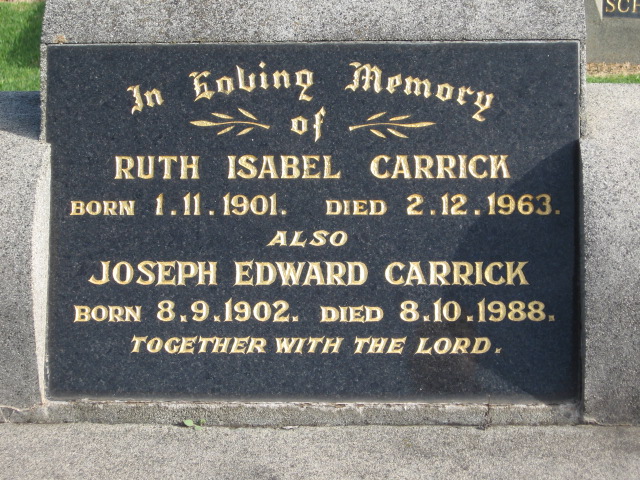 In Loving Memory
of
RUTH ISABEL CARRICK
BORN 1.11.1901. DIED 2.12.1963.
ALSO
JOSEPH EDWARD CARRICK
BORN 8.9.1902. DIED 8.10.1988.
TOGETHER WITH THE LORD.